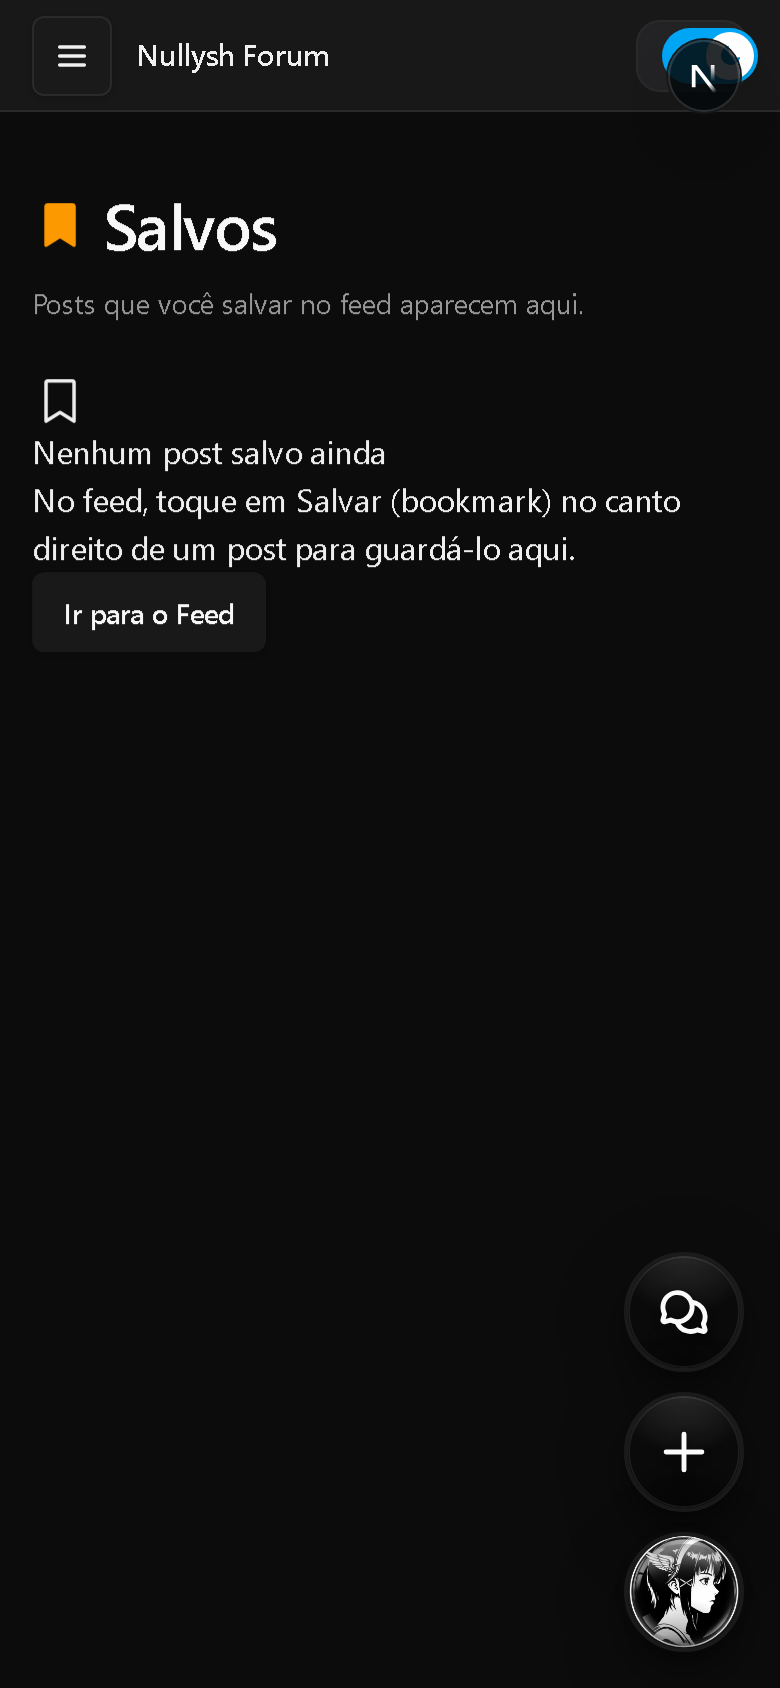 Nullysh Forum
N
Salvos
Posts que você salvar no feed aparecem aqui.
Nenhum post salvo ainda
No feed, toque em Salvar (bookmark) no canto
direito de um post para guardá-lo aqui.
Ir para o Feed